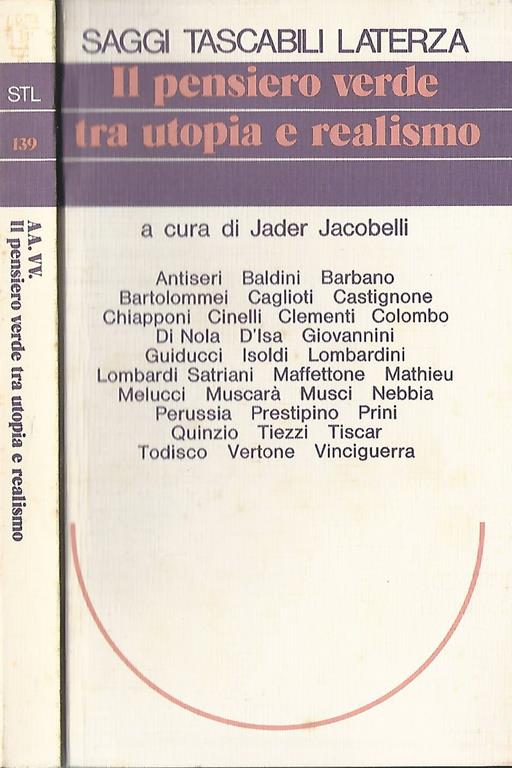 STL
139
AA.VV.
Il pensiero verde tra utopia e realismo
SAGGI TASCABILI LATERZA
Il pensiero verde
tra utopia e realismo
a cura di Jader Jacobelli
Antiseri Baldini Barbano
Bartolommei Caglioti Castignone
Chiapponi Cinelli Clementi Colombo
Di Nola D'Isa Giovannini
Guiducci Isoldi Lombardini
Lombardi Satriani Maffettone Mathieu
Melucci Muscarà Musci Nebbia
Perussia Prestipino Prini
Quinzio Tiezzi Tiscar
Todisco Vertone Vinciguerra